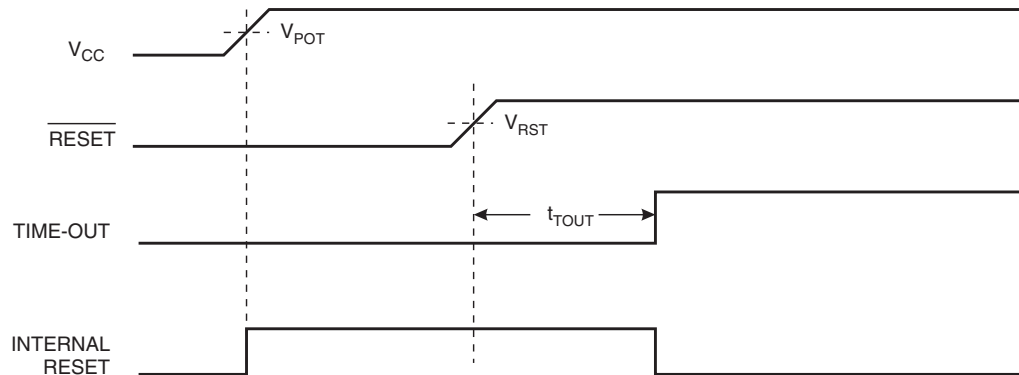 VCC
VPOT
RESET
VRST
TIME-OUT
tTOUT
INTERNAL
RESET